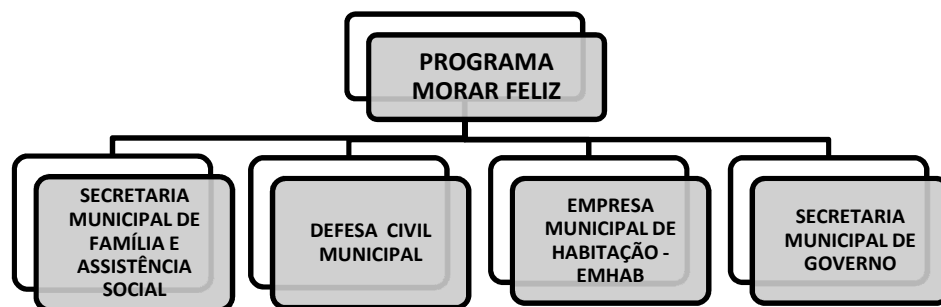 PROGRAMA
MORAR FELIZ
SECRETARIA
MUNICIPAL DE
FAMÍLIA E
ASSISTÊNCIA
SOCIAL
DEFESA CIVIL
MUNICIPAL
EMPRESA
MUNICIPAL DE
HABITAÇÃO -
EMHAB
SECRETARIA
MUNICIPAL DE
GOVERNO